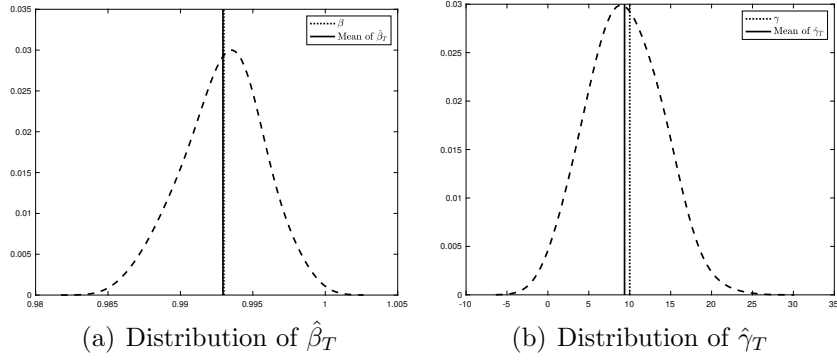 0.035
0.03
0.025
0.02
0.015
0.01
0.005
0
0.98 0.985 0.99 0.995 1 1.005
β
Mean of β̂_T
(a) Distribution of β̂_T
0.03
0.025
0.02
0.015
0.01
0.005
0
-10 -5 0 5 10 15 20 25 30 35
γ
Mean of γ̂_T
(b) Distribution of γ̂_T